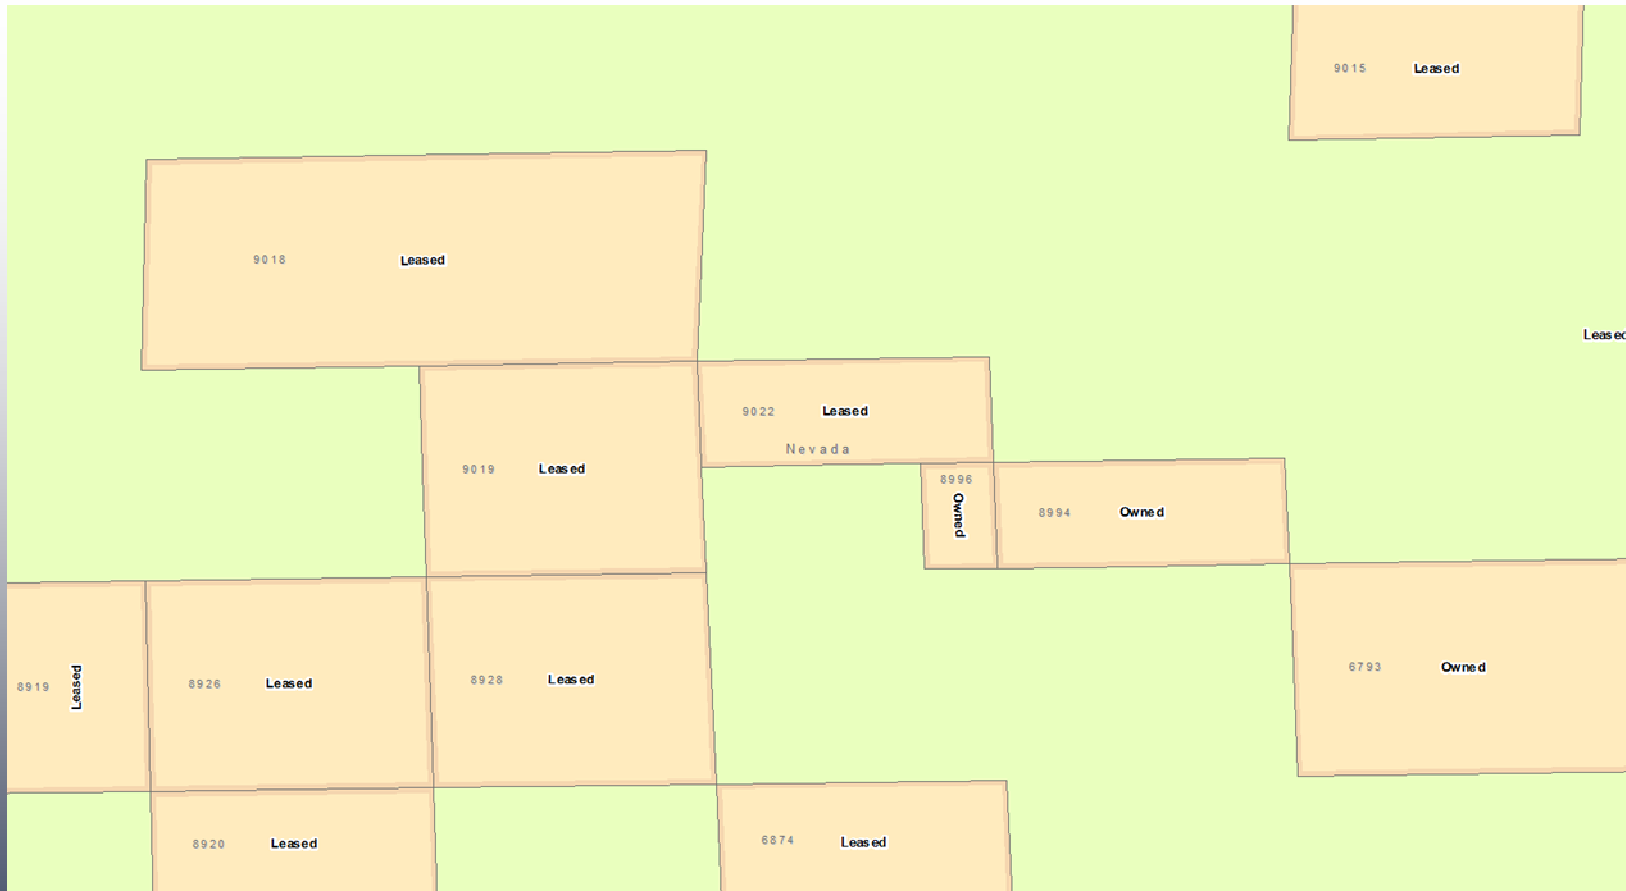 9015 Leased
9018 Leased
Leased
9022 Leased
Nevada
9019 Leased
8996
Owned
8994 Owned
8919 Leased
8926 Leased
8928 Leased
6793 Owned
8920 Leased
6874 Leased